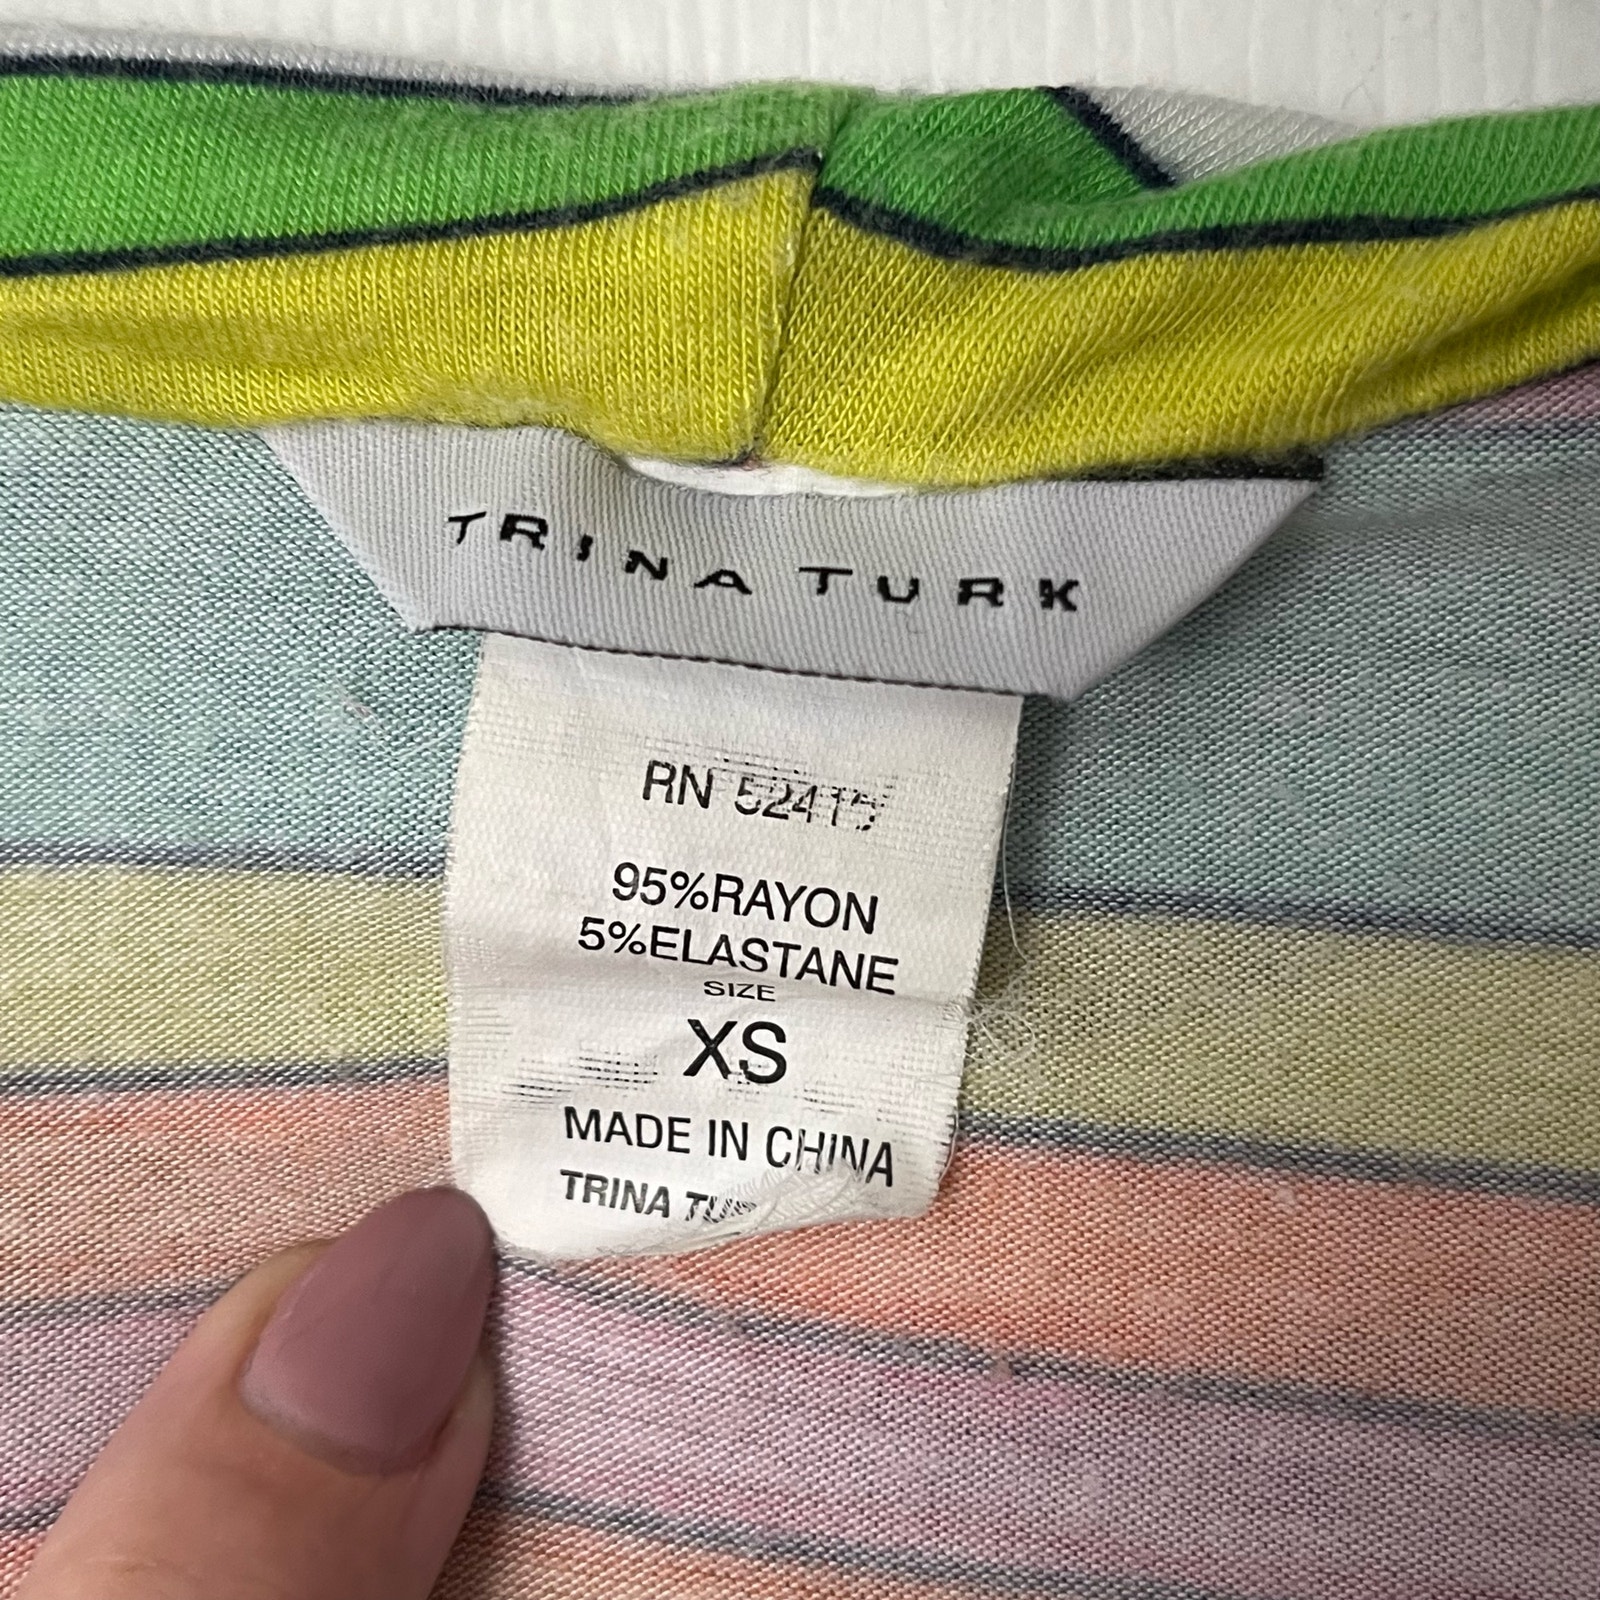 TRINA TURK
RN 52415
95%RAYON
5%ELASTANE
SIZE
XS
MADE IN CHINA
TRINA